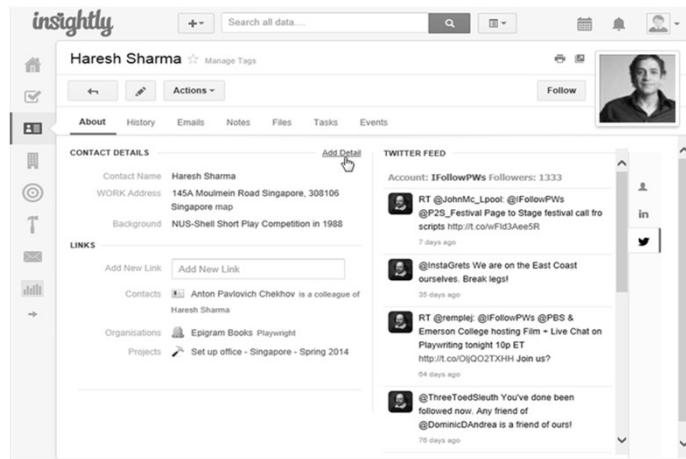 insightly
Search all data....
Haresh Sharma Manage Tags
Actions
Follow
About History Emails Notes Files Tasks Events
CONTACT DETAILS
Add Detail
Contact Name Haresh Sharma
WORK Address 145A Moulmein Road Singapore, 308106
Singapore map
Background NUS-Shell Short Play Competition in 1988
LINKS
Add New Link Add New Link
Contacts Anton Pavlovich Chekhov is a colleague of
Haresh Sharma
Organisations Epigram Books Playwright
Projects Set up office - Singapore - Spring 2014
TWITTER FEED
Account: IFollowPWs Followers: 1333
RT @JohnMc_Lpool: @IFollowPWs
@P2S_Festival Page to Stage festival call fro
scripts http://t.co/wFld3Aee5R
7 days ago
@InstaGrets We are on the East Coast
ourselves. Break legs!
35 days ago
RT @remplej: @IFollowPWs @PBS &
Emerson College hosting Film + Live Chat on
Playwriting tonight 10p ET
http://t.co/OljQO2TXHH Join us?
64 days ago
@ThreeToedSleuth You've done been
followed now. Any friend of
@DominicDAndrea is a friend of ours!
76 days ago
in